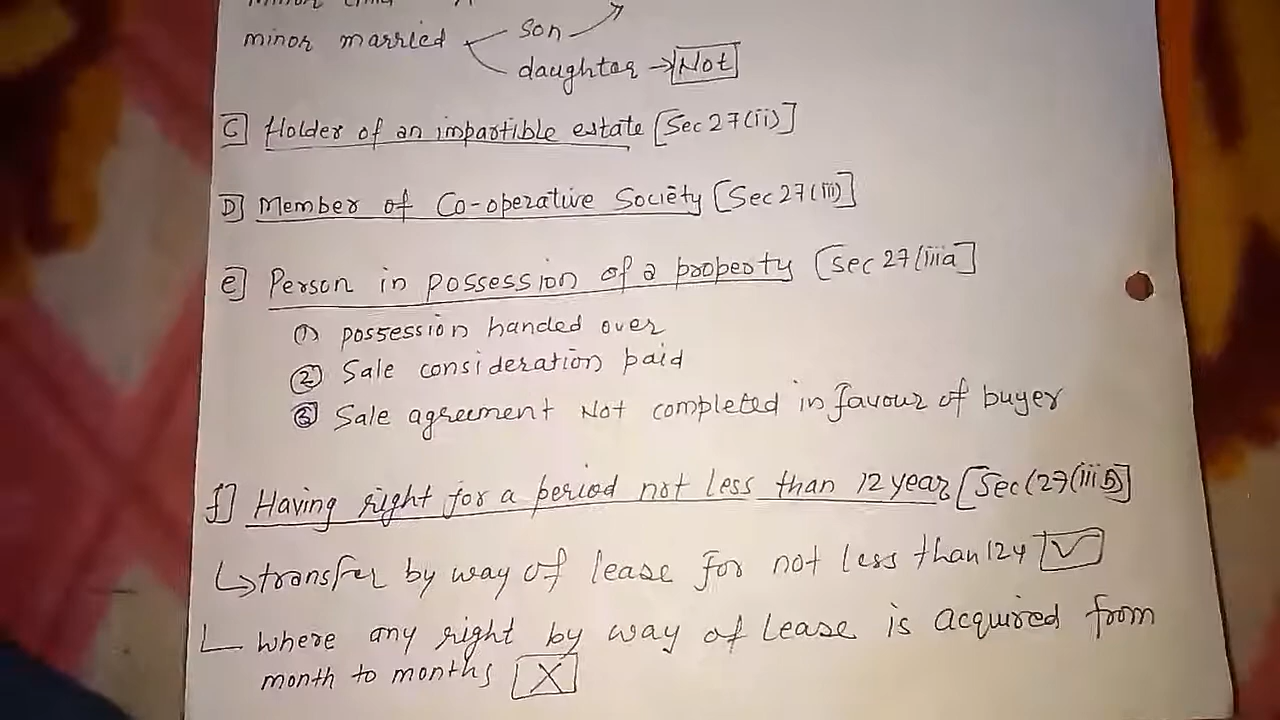 minor married son
daughter → Not
C] Holder of an impartible estate [Sec 27(ii)]
D] Member of Co-operative Society [Sec 27(iii)]
e] Person in possession of a property [Sec 27(iiia]
① possession handed over
② Sale consideration paid
③ Sale agreement Not completed in favour of buyer
f] Having right for a period not less than 12 year [Sec(27(iiib)]
↳ transfer by way of lease for not less than 12y ✓
where any right by way of lease is acquired from
month to months X